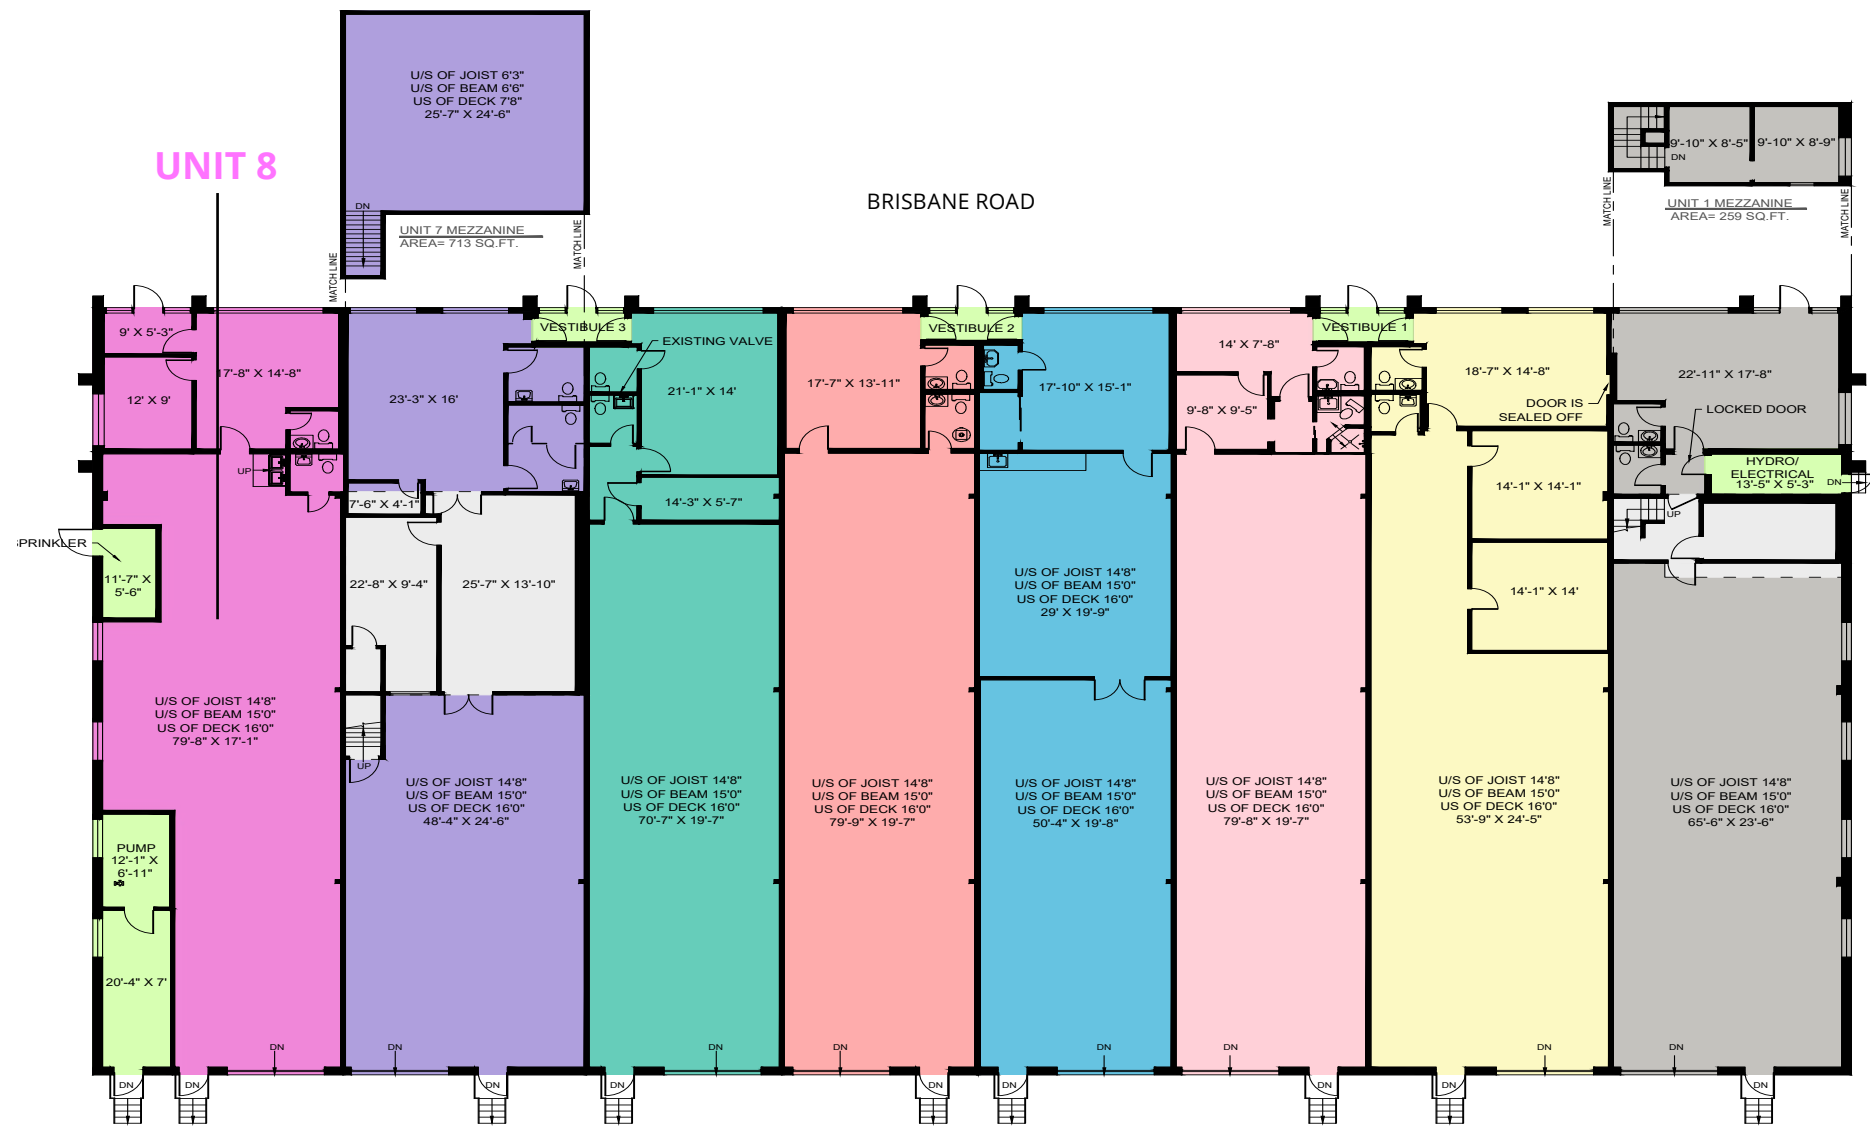 U/S OF JOIST 6'3"
U/S OF BEAM 6'6"
US OF DECK 7'8"
25'-7" X 24'-6"
DN
UNIT 7 MEZZANINE
AREA= 713 SQ.FT.
MATCH LINE
MATCH LINE
UNIT 8
BRISBANE ROAD
9'-10" X 8'-5"
9'-10" X 8'-9"
DN
UNIT 1 MEZZANINE
AREA= 259 SQ.FT.
MATCH LINE
MATCH LINE
9' X 5'-3"
12' X 9'
17'-8" X 14'-8"
UP
SPRINKLER
11'-7" X
5'-6"
U/S OF JOIST 14'8"
U/S OF BEAM 15'0"
US OF DECK 16'0"
79'-8" X 17'-1"
PUMP
12'-1" X
6'-11"
20'-4" X 7'
DN
DN
DN
23'-3" X 16'
7'-6" X 4'-1"
22'-8" X 9'-4"
25'-7" X 13'-10"
UP
U/S OF JOIST 14'8"
U/S OF BEAM 15'0"
US OF DECK 16'0"
48'-4" X 24'-6"
DN
DN
VESTIBULE 3
EXISTING VALVE
21'-1" X 14'
14'-3" X 5'-7"
U/S OF JOIST 14'8"
U/S OF BEAM 15'0"
US OF DECK 16'0"
70'-7" X 19'-7"
DN
DN
17'-7" X 13'-11"
U/S OF JOIST 14'8"
U/S OF BEAM 15'0"
US OF DECK 16'0"
79'-9" X 19'-7"
DN
DN
VESTIBULE 2
17'-10" X 15'-1"
U/S OF JOIST 14'8"
U/S OF BEAM 15'0"
US OF DECK 16'0"
29' X 19'-9"
U/S OF JOIST 14'8"
U/S OF BEAM 15'0"
US OF DECK 16'0"
50'-4" X 19'-8"
DN
DN
14' X 7'-8"
9'-8" X 9'-5"
U/S OF JOIST 14'8"
U/S OF BEAM 15'0"
US OF DECK 16'0"
79'-8" X 19'-7"
DN
DN
VESTIBULE 1
18'-7" X 14'-8"
DOOR IS
SEALED OFF
14'-1" X 14'-1"
14'-1" X 14'
U/S OF JOIST 14'8"
U/S OF BEAM 15'0"
US OF DECK 16'0"
53'-9" X 24'-5"
DN
DN
22'-11" X 17'-8"
LOCKED DOOR
HYDRO/
ELECTRICAL
13'-5" X 5'-3"
DN
UP
U/S OF JOIST 14'8"
U/S OF BEAM 15'0"
US OF DECK 16'0"
65'-6" X 23'-6"
DN
DN